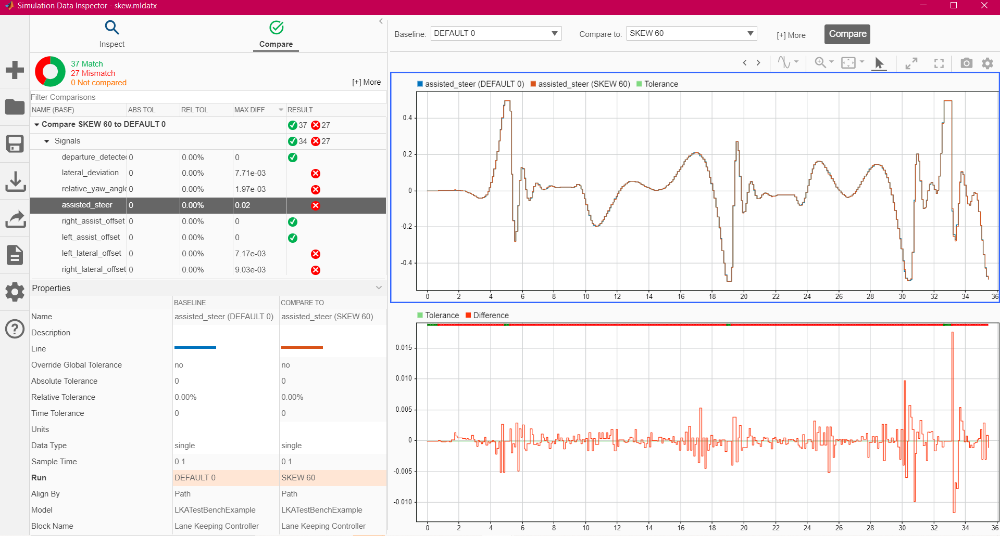 Simulation Data Inspector - skew.mldatx
Inspect
Compare
37 Match
27 Mismatch
0 Not compared
[+] More
Filter Comparisons
NAME (BASE) ABS TOL REL TOL MAX DIFF RESULT
Compare SKEW 60 to DEFAULT 0 37 27
Signals 34 27
departure_detected 0 0.00% 0
lateral_deviation 0 0.00% 7.71e-03
relative_yaw_angle 0 0.00% 1.97e-03
assisted_steer 0 0.00% 0.02
right_assist_offset 0 0.00% 0
left_assist_offset 0 0.00% 0
left_lateral_offset 0 0.00% 7.17e-03
right_lateral_offset 0 0.00% 9.03e-03
Properties
BASELINE COMPARE TO
Name assisted_steer (DEFAULT 0) assisted_steer (SKEW 60)
Description
Line
Override Global Tolerance no no
Absolute Tolerance 0 0
Relative Tolerance 0.00% 0.00%
Time Tolerance 0 0
Units
Data Type single single
Sample Time 0.1 0.1
Run DEFAULT 0 SKEW 60
Align By Path Path
Model LKATestBenchExample LKATestBenchExample
Block Name Lane Keeping Controller Lane Keeping Controller
Baseline: DEFAULT 0 Compare to: SKEW 60 [+] More Compare
assisted_steer (DEFAULT 0) assisted_steer (SKEW 60) Tolerance
0.4
0.2
0
-0.2
-0.4
0 2 4 6 8 10 12 14 16 18 20 22 24 26 28 30 32 34 36
Tolerance Difference
0.015
0.010
0.005
0
-0.005
-0.010
0 2 4 6 8 10 12 14 16 18 20 22 24 26 28 30 32 34 36